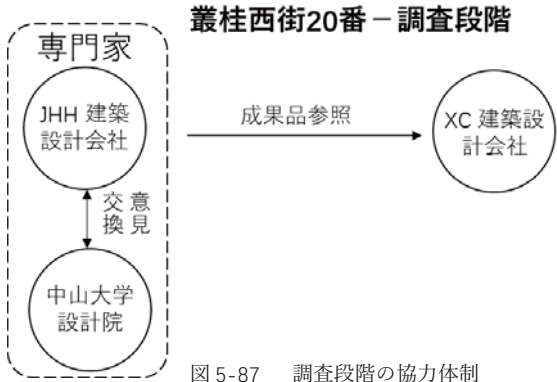 叢桂西街20番－調査段階
専門家
JHH 建築
設計会社
成果品参照
XC 建築設
計会社
意見
交換
中山大学
設計院
図 5-87　調査段階の協力体制